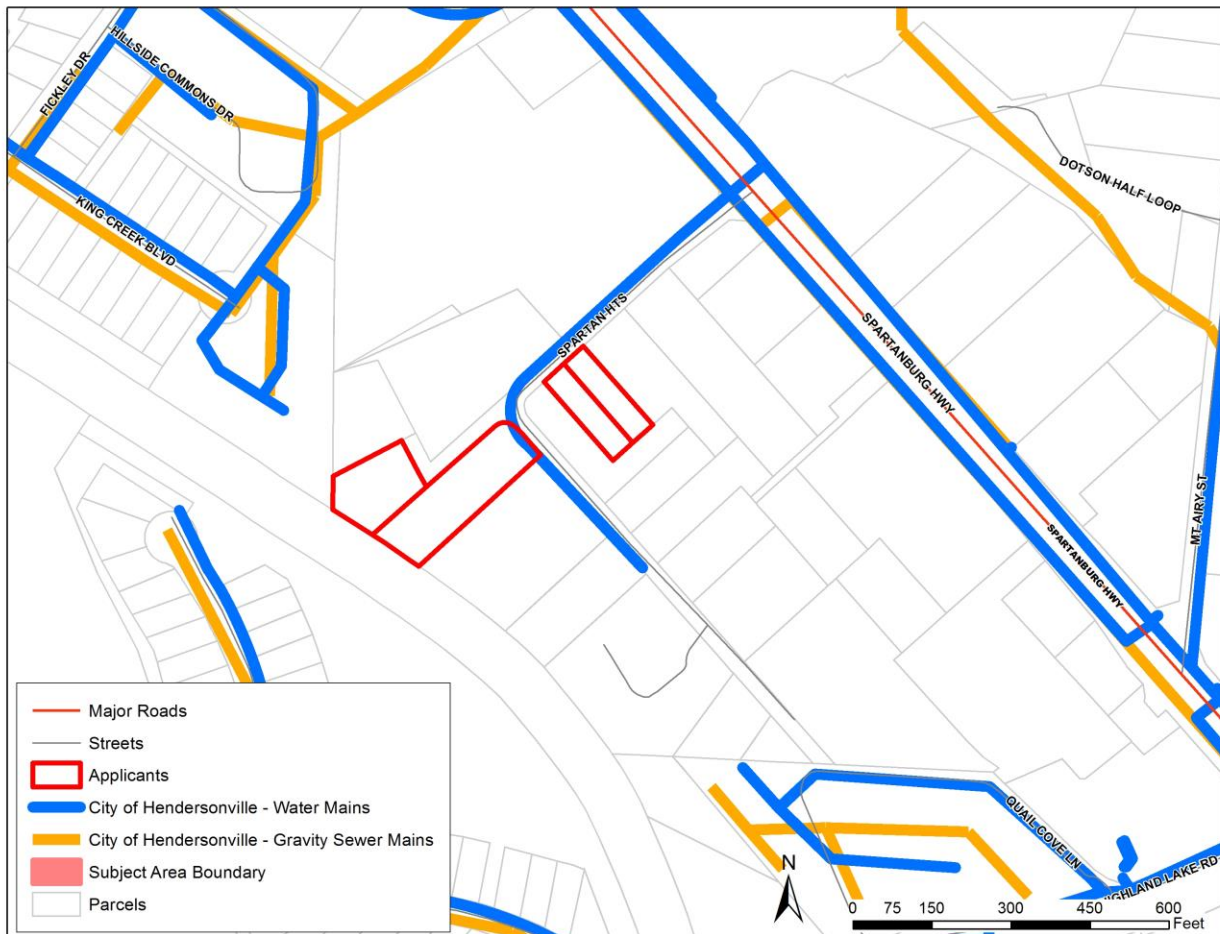 HILLSIDE COMMONS DR
FICKLEY DR
KING CREEK BLVD
DOTSON HALF LOOP
SPARTAN HTS
SPARTANBURG HWY
MT AIRY ST
SPARTANBURG HWY
QUAIL COVE LN
HIGHLAND LAKE RD
Major Roads
Streets
Applicants
City of Hendersonville - Water Mains
City of Hendersonville - Gravity Sewer Mains
Subject Area Boundary
Parcels
N
0 75 150 300 450 600
Feet